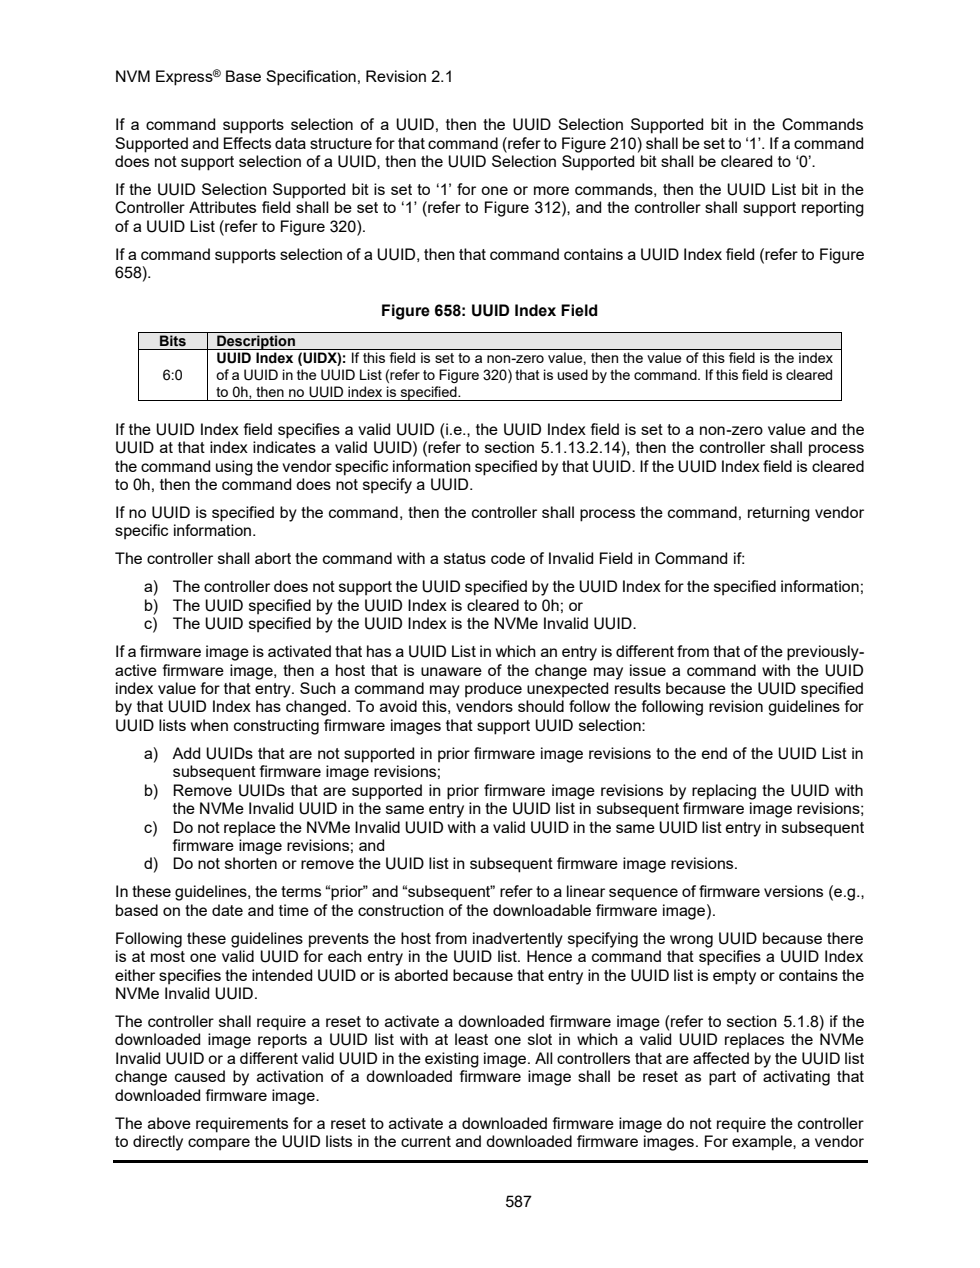 NVM Express® Base Specification, Revision 2.1
If a command supports selection of a UUID, then the UUID Selection Supported bit in the Commands
Supported and Effects data structure for that command (refer to Figure 210) shall be set to ‘1’. If a command
does not support selection of a UUID, then the UUID Selection Supported bit shall be cleared to ‘0’.
If the UUID Selection Supported bit is set to ‘1’ for one or more commands, then the UUID List bit in the
Controller Attributes field shall be set to ‘1’ (refer to Figure 312), and the controller shall support reporting
of a UUID List (refer to Figure 320).
If a command supports selection of a UUID, then that command contains a UUID Index field (refer to Figure
658).
Figure 658: UUID Index Field
Bits Description
UUID Index (UIDX): If this field is set to a non-zero value, then the value of this field is the index
6:0 of a UUID in the UUID List (refer to Figure 320) that is used by the command. If this field is cleared
to 0h, then no UUID index is specified.
If the UUID Index field specifies a valid UUID (i.e., the UUID Index field is set to a non-zero value and the
UUID at that index indicates a valid UUID) (refer to section 5.1.13.2.14), then the controller shall process
the command using the vendor specific information specified by that UUID. If the UUID Index field is cleared
to 0h, then the command does not specify a UUID.
If no UUID is specified by the command, then the controller shall process the command, returning vendor
specific information.
The controller shall abort the command with a status code of Invalid Field in Command if:
a) The controller does not support the UUID specified by the UUID Index for the specified information;
b) The UUID specified by the UUID Index is cleared to 0h; or
c) The UUID specified by the UUID Index is the NVMe Invalid UUID.
If a firmware image is activated that has a UUID List in which an entry is different from that of the previously-
active firmware image, then a host that is unaware of the change may issue a command with the UUID
index value for that entry. Such a command may produce unexpected results because the UUID specified
by that UUID Index has changed. To avoid this, vendors should follow the following revision guidelines for
UUID lists when constructing firmware images that support UUID selection:
a) Add UUIDs that are not supported in prior firmware image revisions to the end of the UUID List in
subsequent firmware image revisions;
b) Remove UUIDs that are supported in prior firmware image revisions by replacing the UUID with
the NVMe Invalid UUID in the same entry in the UUID list in subsequent firmware image revisions;
c) Do not replace the NVMe Invalid UUID with a valid UUID in the same UUID list entry in subsequent
firmware image revisions; and
d) Do not shorten or remove the UUID list in subsequent firmware image revisions.
In these guidelines, the terms “prior” and “subsequent” refer to a linear sequence of firmware versions (e.g.,
based on the date and time of the construction of the downloadable firmware image).
Following these guidelines prevents the host from inadvertently specifying the wrong UUID because there
is at most one valid UUID for each entry in the UUID list. Hence a command that specifies a UUID Index
either specifies the intended UUID or is aborted because that entry in the UUID list is empty or contains the
NVMe Invalid UUID.
The controller shall require a reset to activate a downloaded firmware image (refer to section 5.1.8) if the
downloaded image reports a UUID list with at least one slot in which a valid UUID replaces the NVMe
Invalid UUID or a different valid UUID in the existing image. All controllers that are affected by the UUID list
change caused by activation of a downloaded firmware image shall be reset as part of activating that
downloaded firmware image.
The above requirements for a reset to activate a downloaded firmware image do not require the controller
to directly compare the UUID lists in the current and downloaded firmware images. For example, a vendor
587